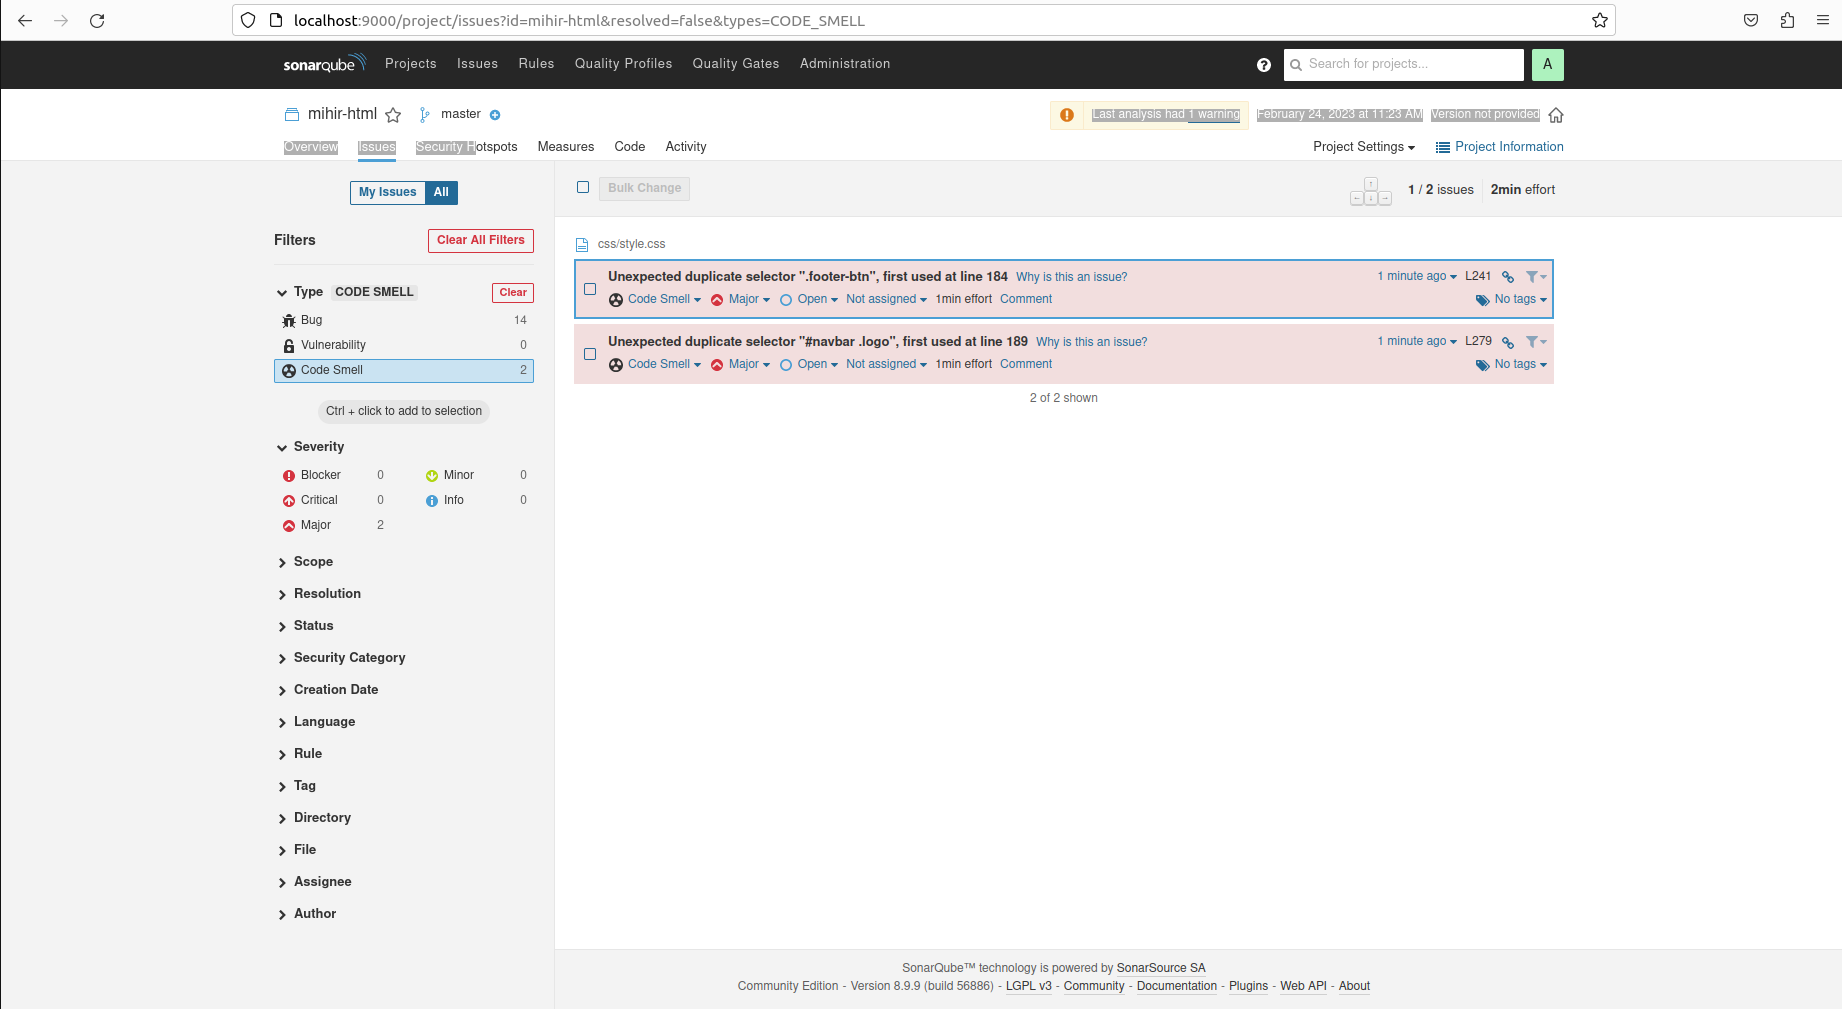 localhost:9000/project/issues?id=mihir-html&resolved=false&types=CODE_SMELL
sonarqube Projects Issues Rules Quality Profiles Quality Gates Administration Search for projects... A
mihir-html master Last analysis had 1 warning February 24, 2023 at 11:23 AM Version not provided
Overview Issues Security Hotspots Measures Code Activity Project Settings Project Information
My Issues All
Bulk Change 1 / 2 issues 2min effort
Filters Clear All Filters
Type CODE SMELL Clear
Bug 14
Vulnerability 0
Code Smell 2
Ctrl + click to add to selection
Severity
Blocker 0 Minor 0
Critical 0 Info 0
Major 2
Scope
Resolution
Status
Security Category
Creation Date
Language
Rule
Tag
Directory
File
Assignee
Author
css/style.css
Unexpected duplicate selector ".footer-btn", first used at line 184 Why is this an issue? 1 minute ago L241
Code Smell Major Open Not assigned 1min effort Comment No tags
Unexpected duplicate selector "#navbar .logo", first used at line 189 Why is this an issue? 1 minute ago L279
Code Smell Major Open Not assigned 1min effort Comment No tags
2 of 2 shown
SonarQube™ technology is powered by SonarSource SA
Community Edition - Version 8.9.9 (build 56886) - LGPL v3 - Community - Documentation - Plugins - Web API - About